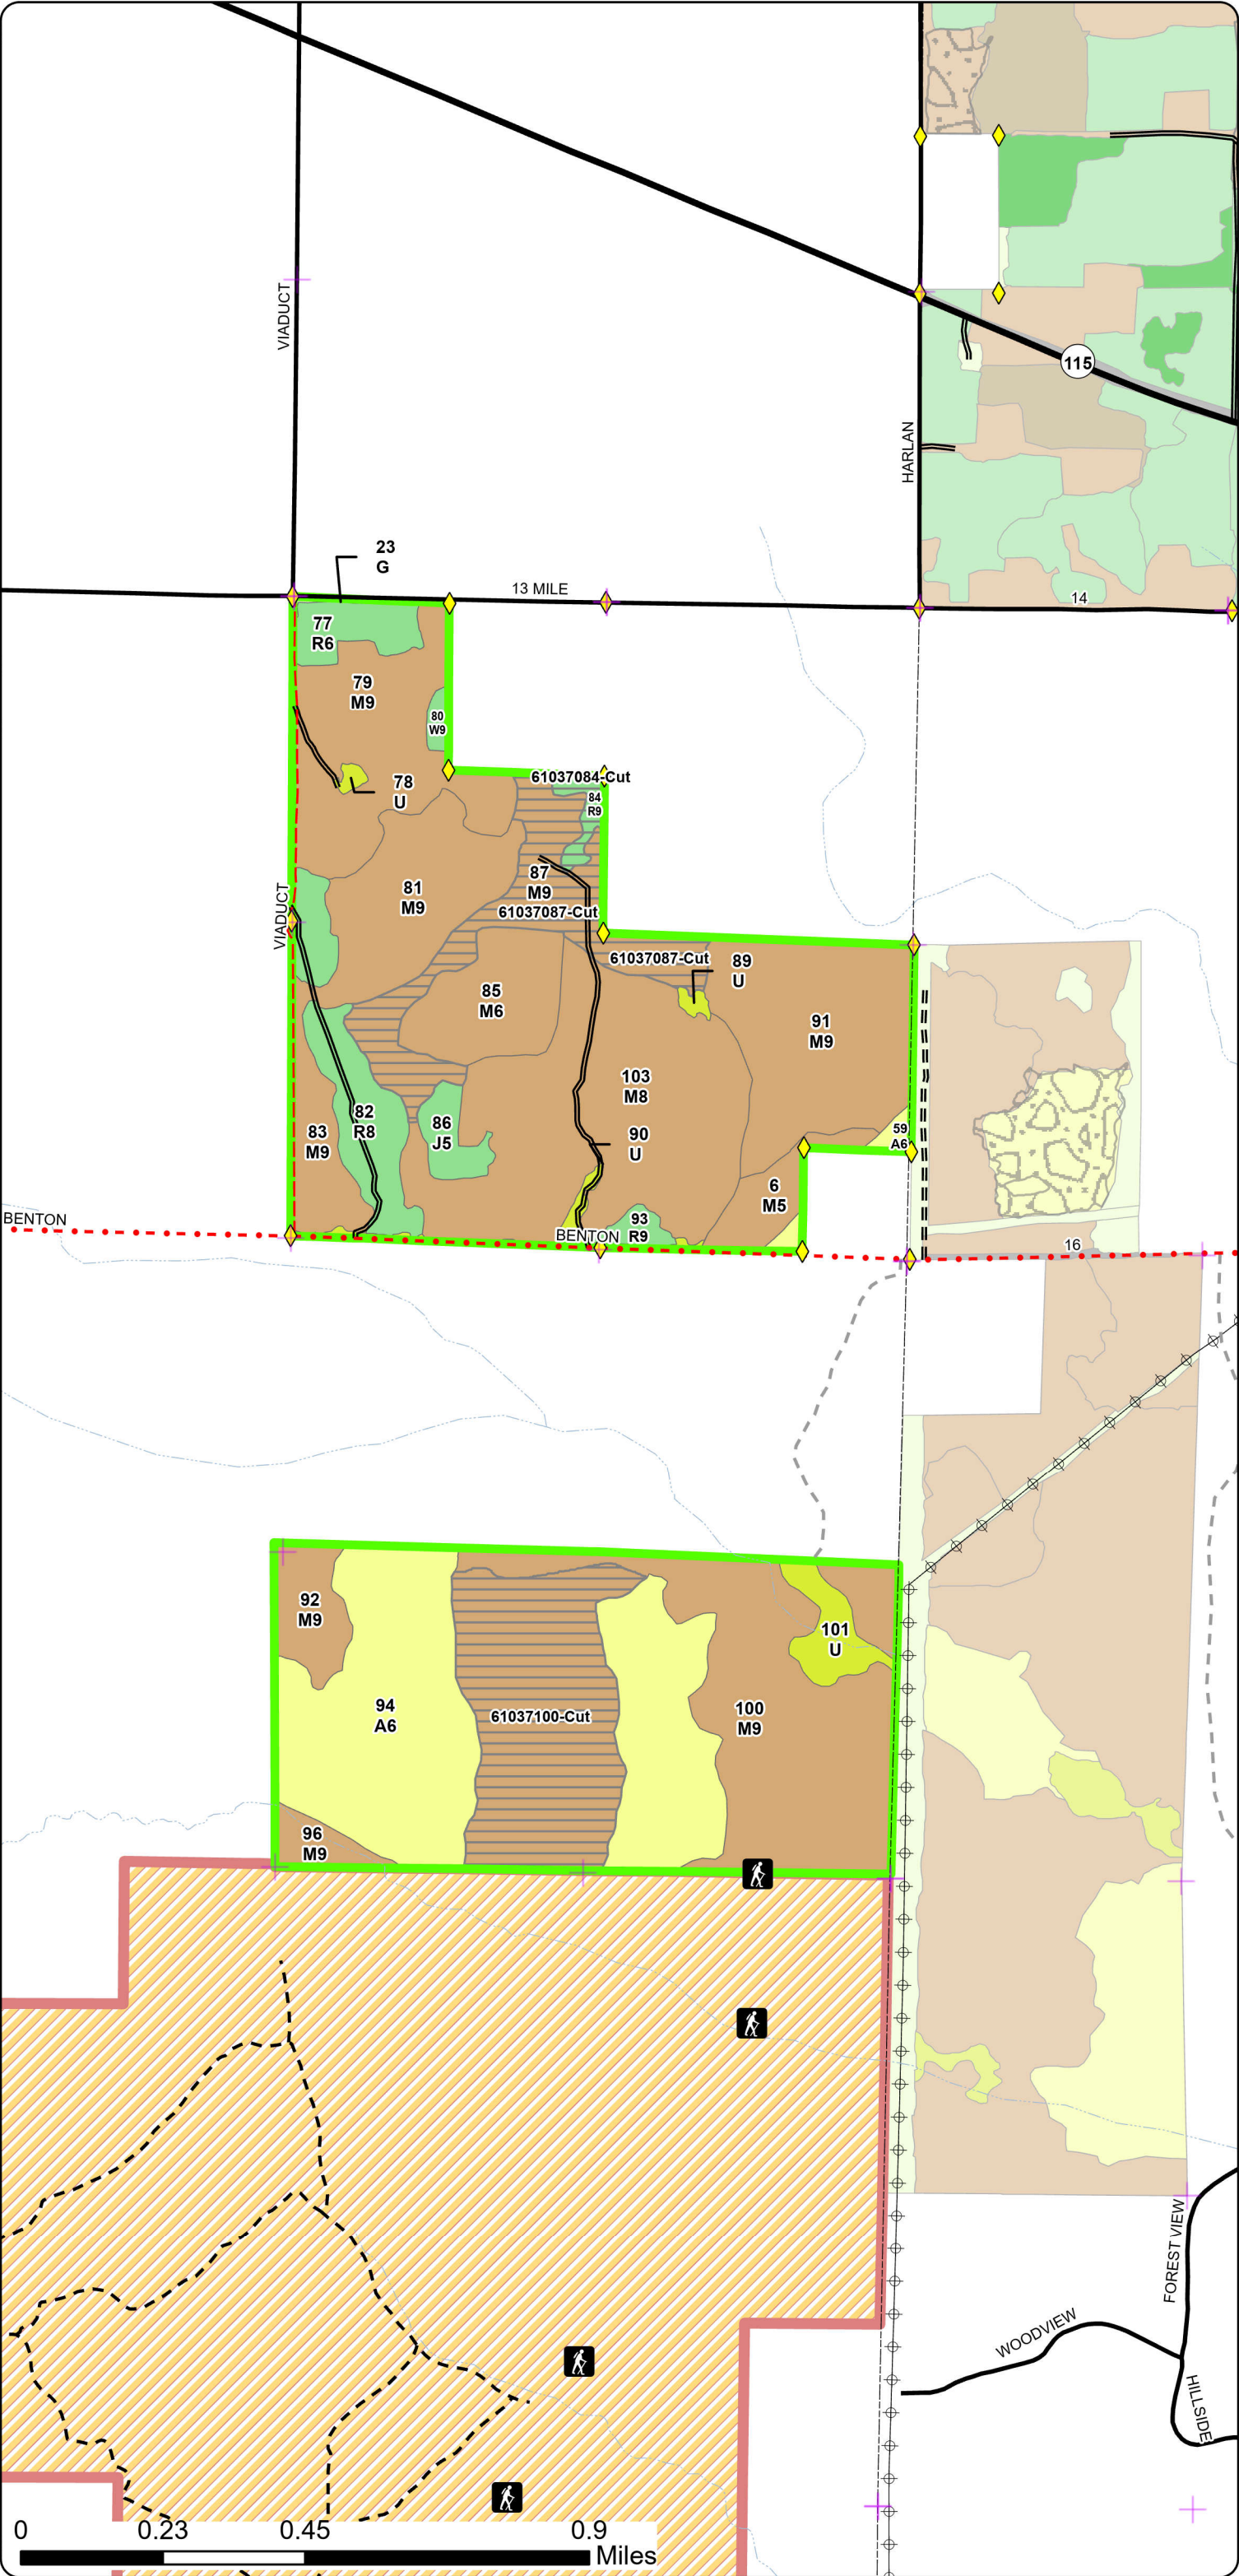 VIADUCT
115
HARLAN
23
G
13 MILE
14
77
R6
79
M9
80
W9
61037084-Cut
78
U
84
R9
87
M9
81
M9
VIADUCT
61037087-Cut
61037087-Cut
89
U
85
M6
91
M9
103
M8
82
R8
86
J5
83
M9
90
U
59
A6
6
M5
BENTON
93
R9
BENTON
16
92
M9
101
U
94
A6
61037100-Cut
100
M9
96
M9
FOREST VIEW
WOODVIEW
HILLSIDE
0 0.23 0.45 0.9
Miles